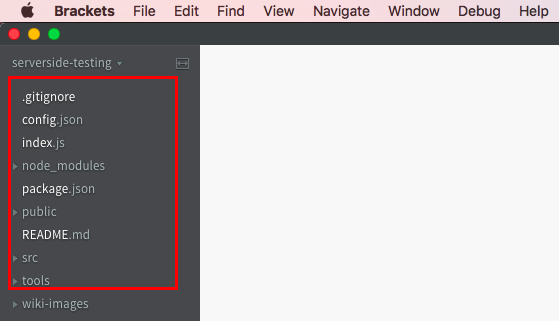 Brackets File Edit Find View Navigate Window Debug Help
serverside-testing
.gitignore
config.json
index.js
node_modules
package.json
public
README.md
src
tools
wiki-images